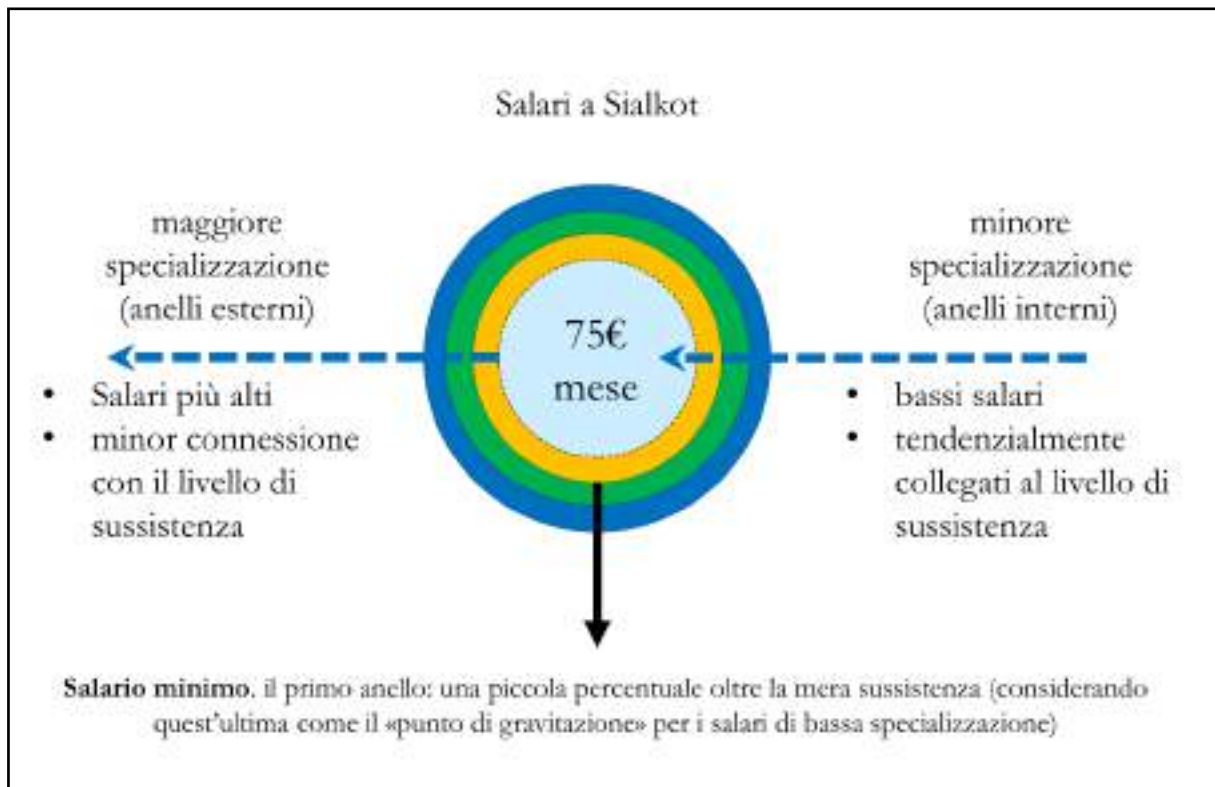 Salari a Sialkot
maggiore
specializzazione
(anelli esterni)
• Salari più alti
• minor connessione
con il livello di
sussistenza
75€
mese
minore
specializzazione
(anelli interni)
• bassi salari
• tendenzialmente
collegati al livello di
sussistenza
Salario minimo. il primo anello: una piccola percentuale oltre la mera sussistenza (considerando
quest'ultima come il «punto di gravitazione» per i salari di bassa specializzazione)